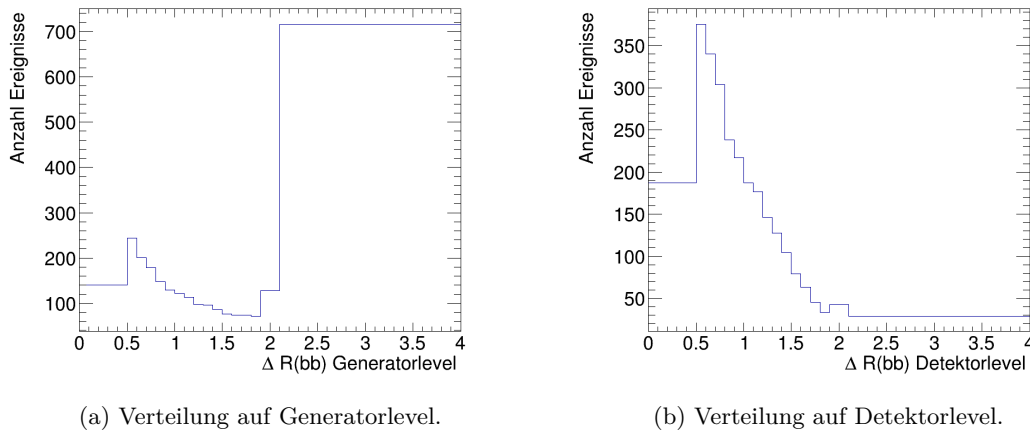 Anzahl Ereignisse
700
600
500
400
300
200
100
0 0.5 1 1.5 2 2.5 3 3.5 4
Δ R(bb) Generatorlevel
(a) Verteilung auf Generatorlevel.
Anzahl Ereignisse
350
300
250
200
150
100
50
0 0.5 1 1.5 2 2.5 3 3.5 4
Δ R(bb) Detektorlevel
(b) Verteilung auf Detektorlevel.